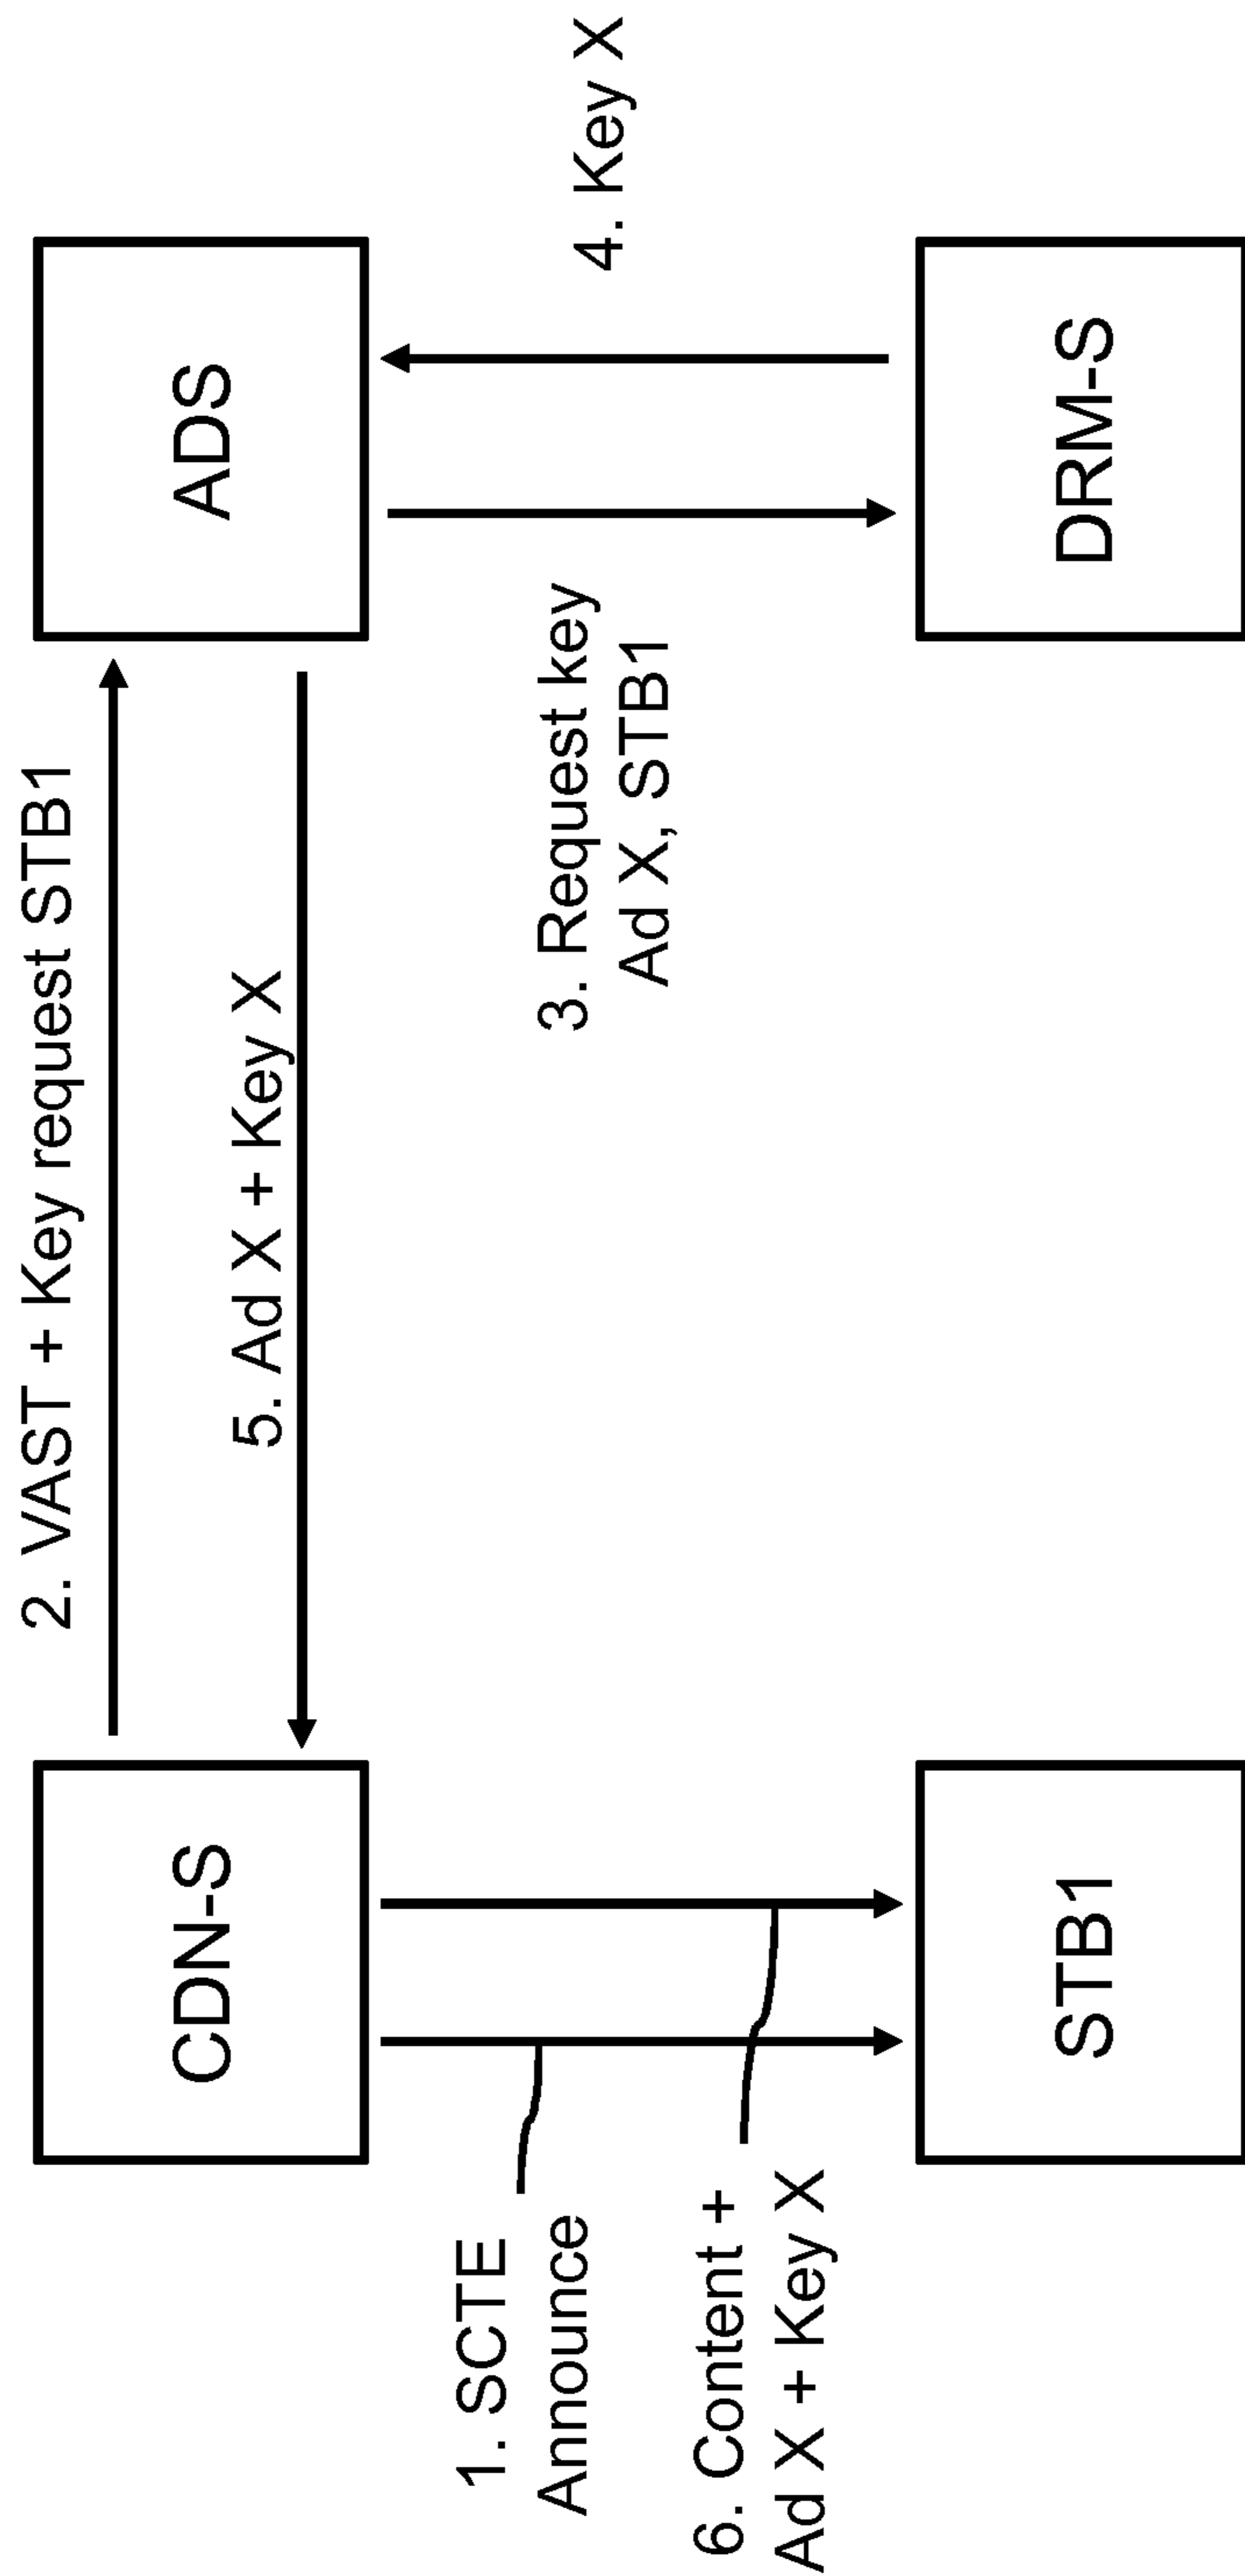 2. VAST + Key request STB1
CDN-S
ADS
5. Ad X + Key X
1. SCTE
Announce
3. Request key
Ad X, STB1
4. Key X
6. Content +
Ad X + Key X
STB1
DRM-S